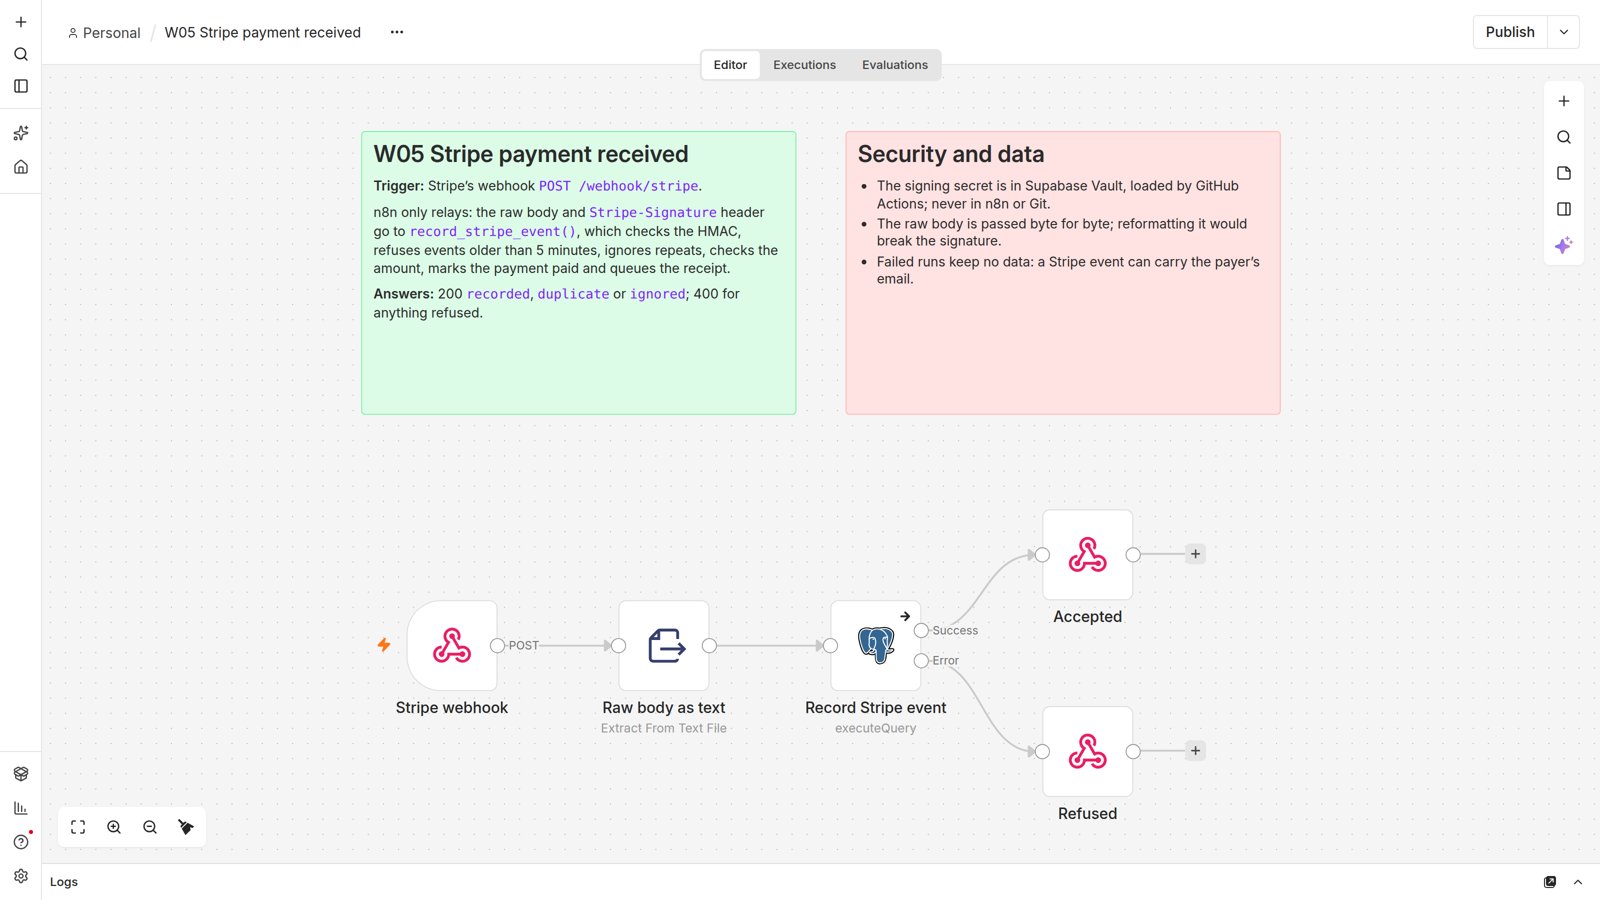 Personal / W05 Stripe payment received
Publish
Editor
Executions
Evaluations
W05 Stripe payment received
Trigger: Stripe’s webhook POST /webhook/stripe.
n8n only relays: the raw body and Stripe-Signature header
go to record_stripe_event(), which checks the HMAC,
refuses events older than 5 minutes, ignores repeats, checks the
amount, marks the payment paid and queues the receipt.
Answers: 200 recorded, duplicate or ignored; 400 for
anything refused.
Security and data
• The signing secret is in Supabase Vault, loaded by GitHub
Actions; never in n8n or Git.
• The raw body is passed byte for byte; reformatting it would
break the signature.
• Failed runs keep no data: a Stripe event can carry the payer’s
email.
POST
Success
Error
Stripe webhook
Raw body as text
Extract From Text File
Record Stripe event
executeQuery
Accepted
Refused
Logs